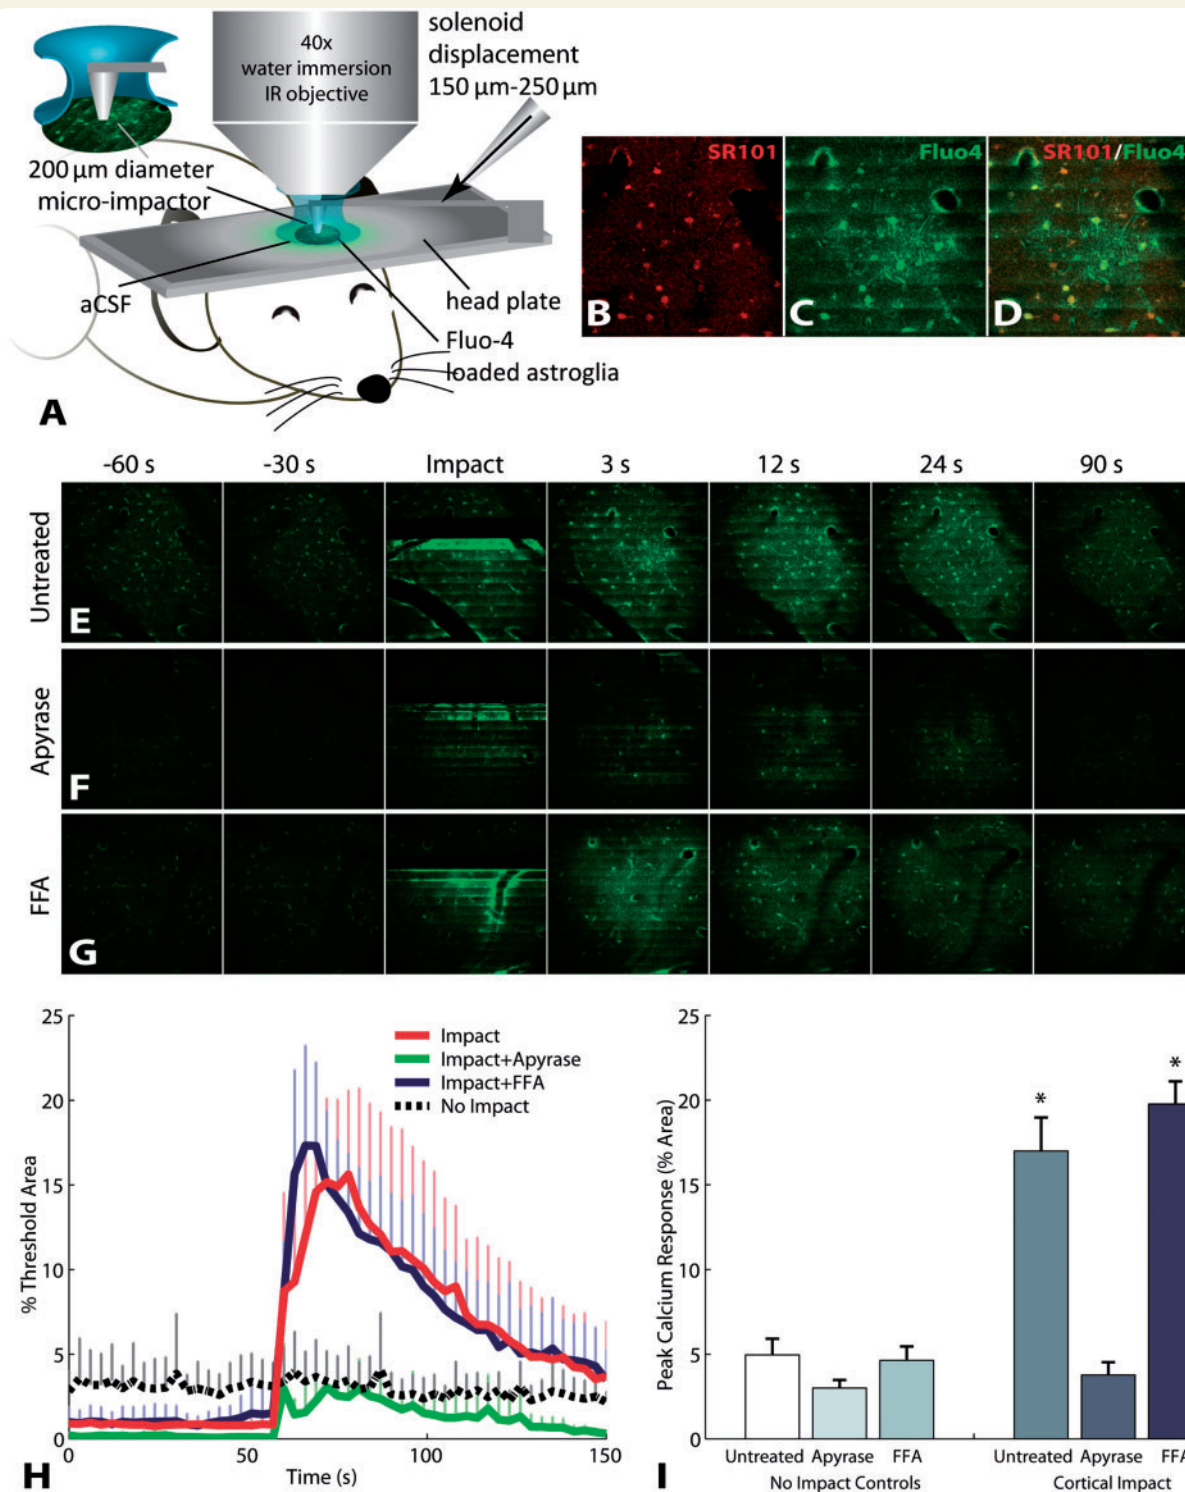 40x
water immersion
IR objective
solenoid
displacement
150 µm-250 µm
200 µm diameter
micro-impactor
aCSF
head plate
Fluo-4
loaded astroglia
A
SR101
B
Fluo4
C
SR101/Fluo4
D
-60 s -30 s Impact 3 s 12 s 24 s 90 s
Untreated
E
Apyrase
F
FFA
G
25
20
15
10
5
0
% Threshold Area
Impact
Impact+Apyrase
Impact+FFA
No Impact
0 50 100 150
Time (s)
H
25
20
15
10
5
0
Peak Calcium Response (% Area)
* *
Untreated Apyrase FFA Untreated Apyrase FFA
No Impact Controls Cortical Impact
I